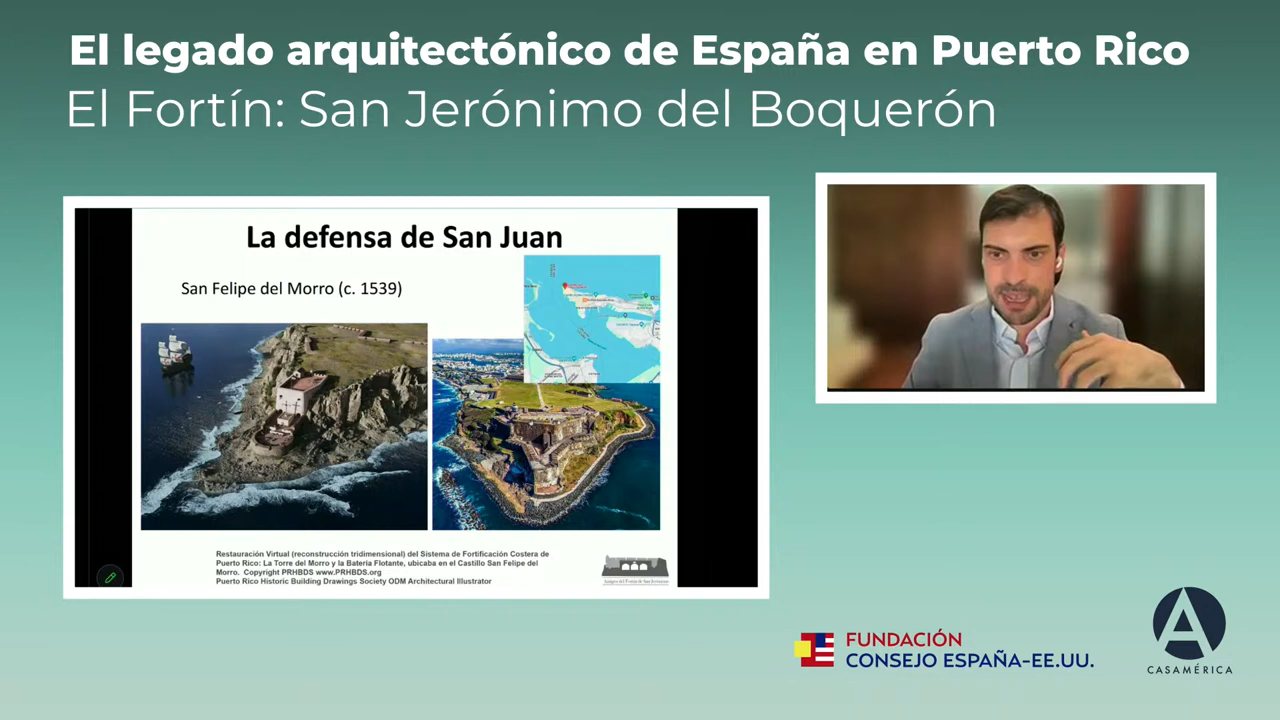 El legado arquitectónico de España en Puerto Rico
El Fortín: San Jerónimo del Boquerón
La defensa de San Juan
San Felipe del Morro (c. 1539)
Restauración Virtual (reconstrucción tridimensional) del Sistema de Fortificación Costera de
Puerto Rico: La Torre del Morro y la Batería Flotante, ubicaba en el Castillo San Felipe del
Morro. Copyright PRHBDS www.PRHBDS.org
Puerto Rico Historic Building Drawings Society ODM Architectural Illustrator
FUNDACIÓN
CONSEJO ESPAÑA-EE.UU.
CASAMÉRICA